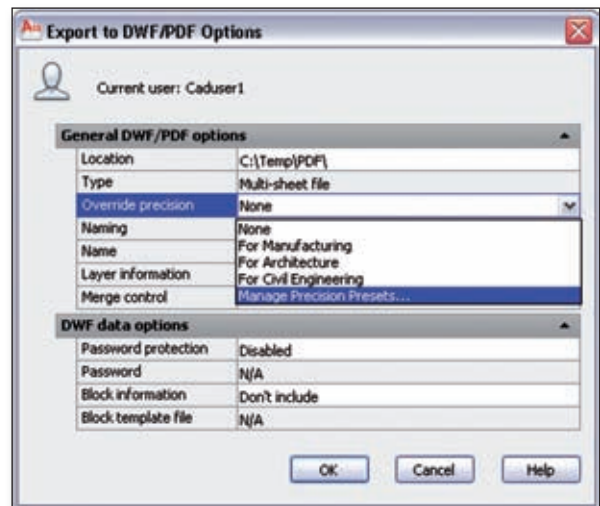 Export to DWF/PDF Options
Current user: Caduser1
General DWF/PDF options
Location C:\Temp\PDF\
Type Multi-sheet file
Override precision None
Naming None
For Manufacturing
Name For Architecture
Layer information For Civil Engineering
Merge control Manage Precision Presets...
DWF data options
Password protection Disabled
Password N/A
Block information Don't include
Block template file N/A
OK Cancel Help